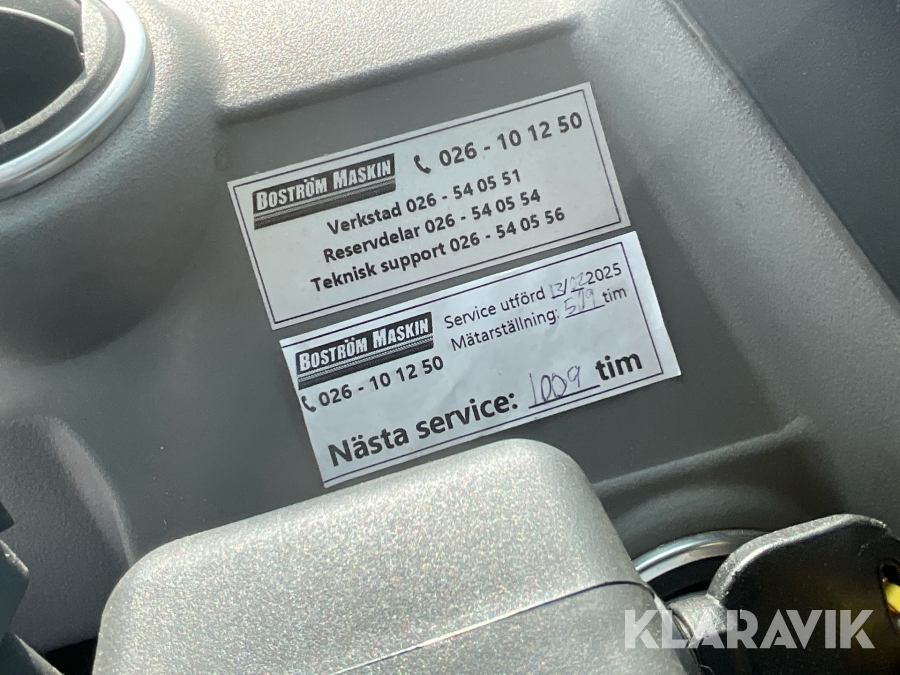 BOSTRÖM MASKIN
026 - 10 12 50
Verkstad 026 - 54 05 51
Reservdelar 026 - 54 05 54
Teknisk support 026 - 54 05 56
BOSTRÖM MASKIN
026 - 10 12 50
Service utförd 13/ 2025
Mätarställning: 509 tim
Nästa service: 1009 tim
KLARAVIK